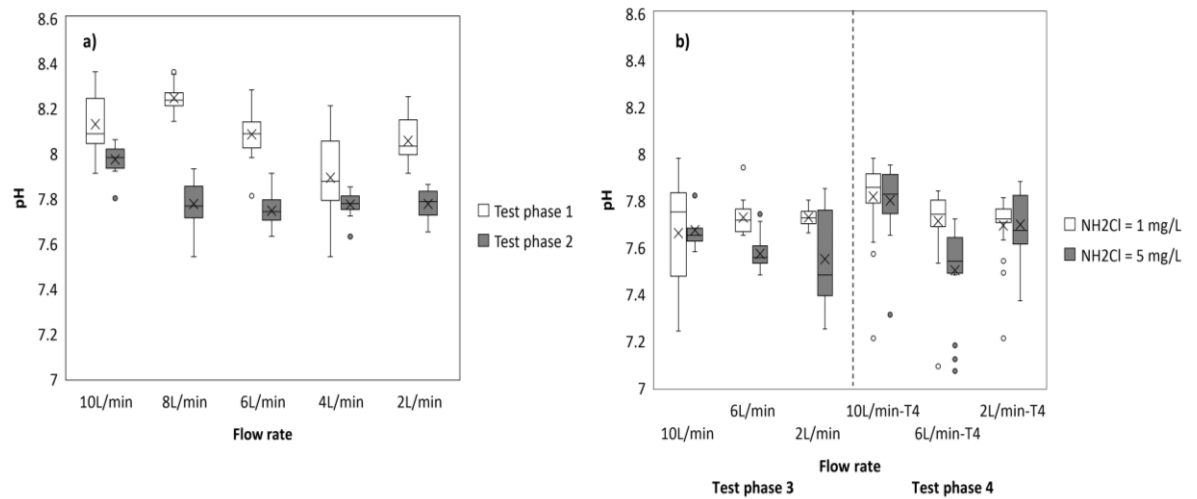 a)
8.6
8.4
8.2
8
7.8
7.6
7.4
7.2
7
pH
10L/min 8L/min 6L/min 4L/min 2L/min
Flow rate
Test phase 1
Test phase 2
b)
8.6
8.4
8.2
8
7.8
7.6
7.4
7.2
7
pH
6L/min 10L/min-T4 2L/min-T4
10L/min 2L/min 6L/min-T4
Flow rate
Test phase 3 Test phase 4
NH2Cl = 1 mg/L
NH2Cl = 5 mg/L